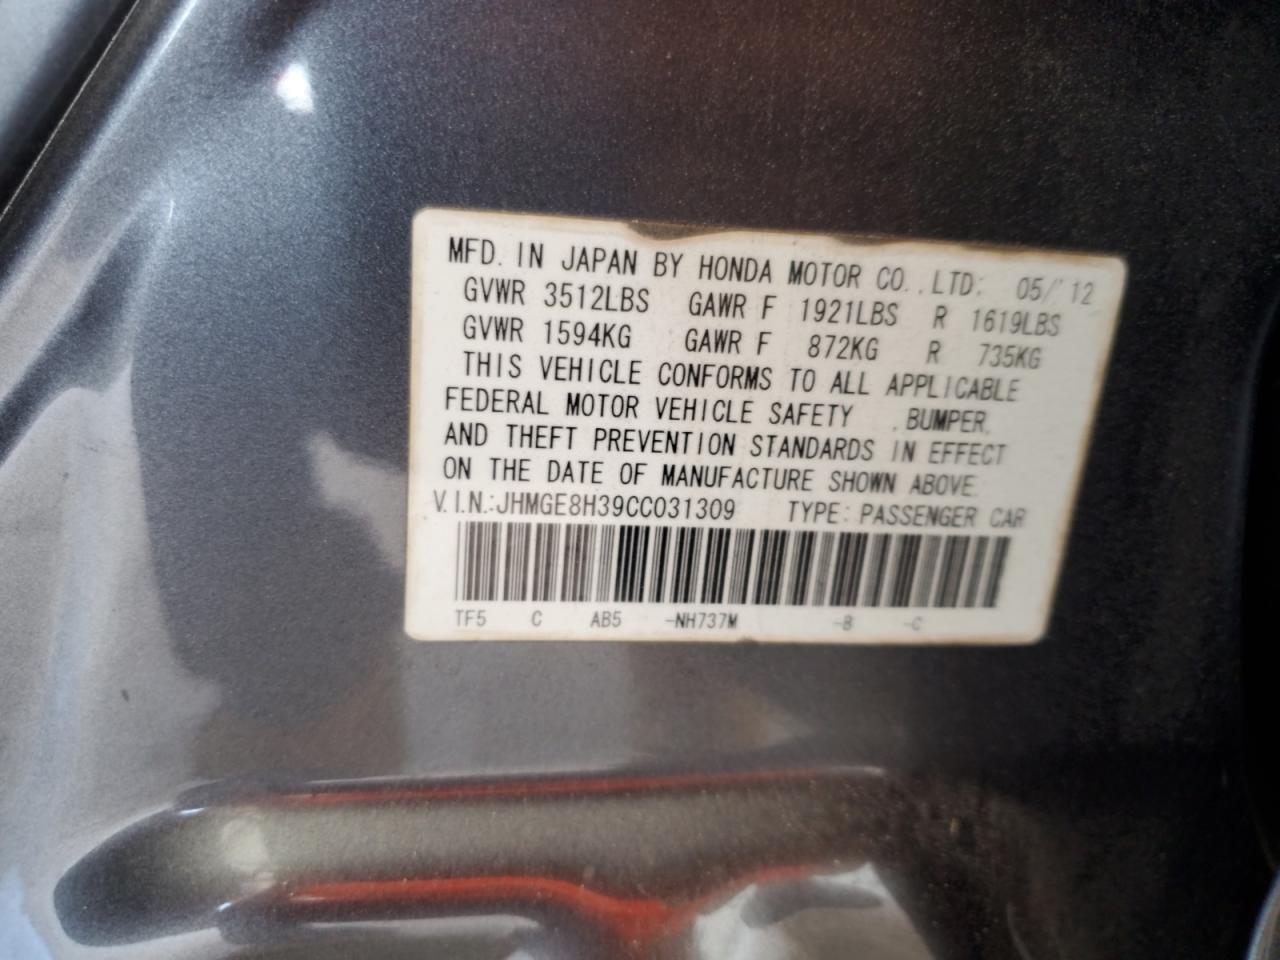 MFD. IN JAPAN BY HONDA MOTOR CO.,LTD. 05/'12
GVWR 3512LBS GAWR F 1921LBS R 1619LBS
GVWR 1594KG GAWR F 872KG R 735KG
THIS VEHICLE CONFORMS TO ALL APPLICABLE
FEDERAL MOTOR VEHICLE SAFETY , BUMPER,
AND THEFT PREVENTION STANDARDS IN EFFECT
ON THE DATE OF MANUFACTURE SHOWN ABOVE.
V.I.N.:JHMGE8H39CC031309 TYPE: PASSENGER CAR
TF5 C AB5 -NH737M -B -C